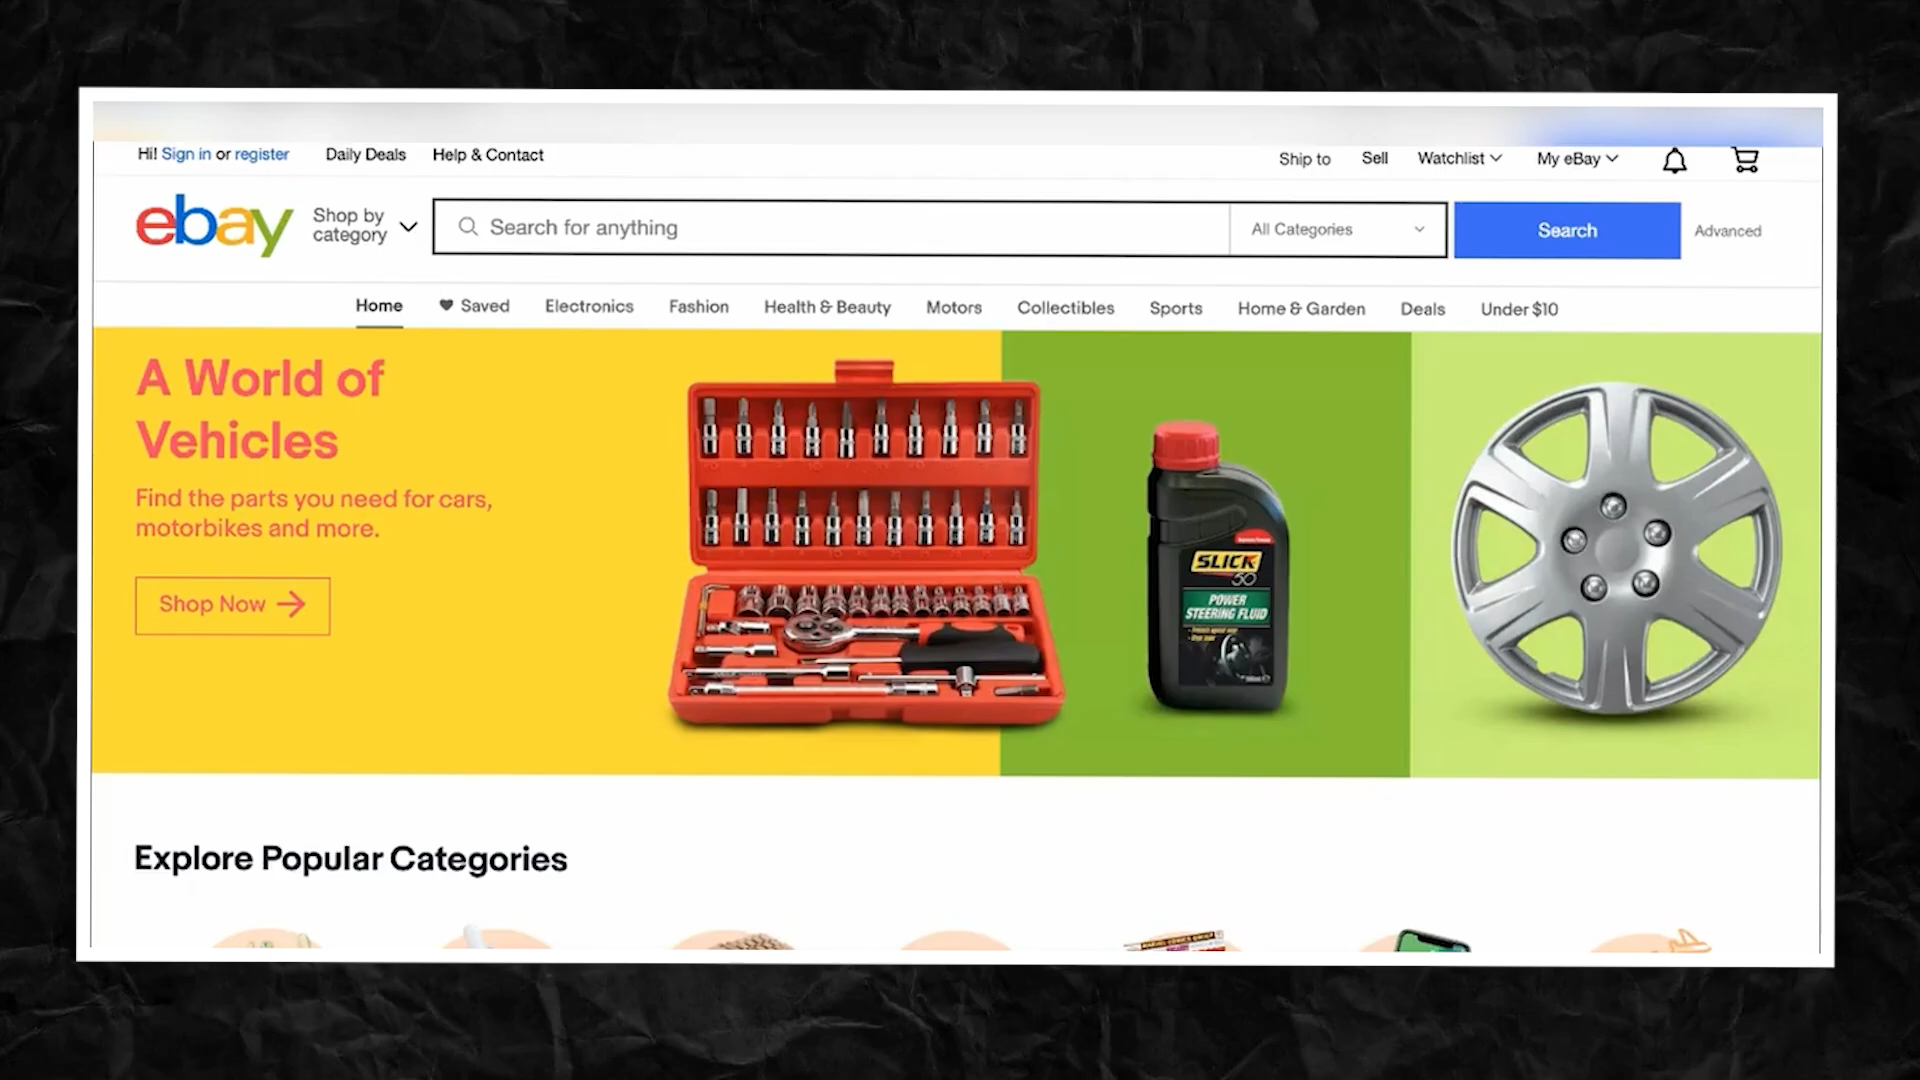 Hi! Sign in or register Daily Deals Help & Contact Ship to Sell Watchlist My eBay
ebay
Shop by
category
Search for anything All Categories Search Advanced
Home Saved Electronics Fashion Health & Beauty Motors Collectibles Sports Home & Garden Deals Under $10
A World of
Vehicles
Find the parts you need for cars,
motorbikes and more.
Shop Now
SLICK
50
POWER
STEERING FLUID
Explore Popular Categories